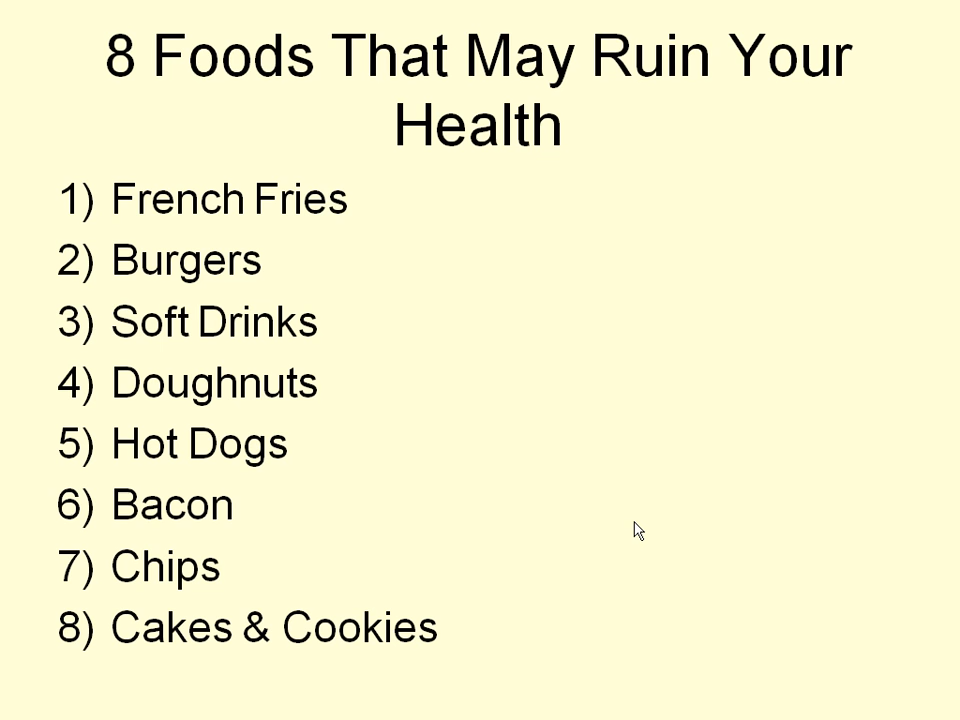 8 Foods That May Ruin Your
Health
1) French Fries
2) Burgers
3) Soft Drinks
4) Doughnuts
5) Hot Dogs
6) Bacon
7) Chips
8) Cakes & Cookies